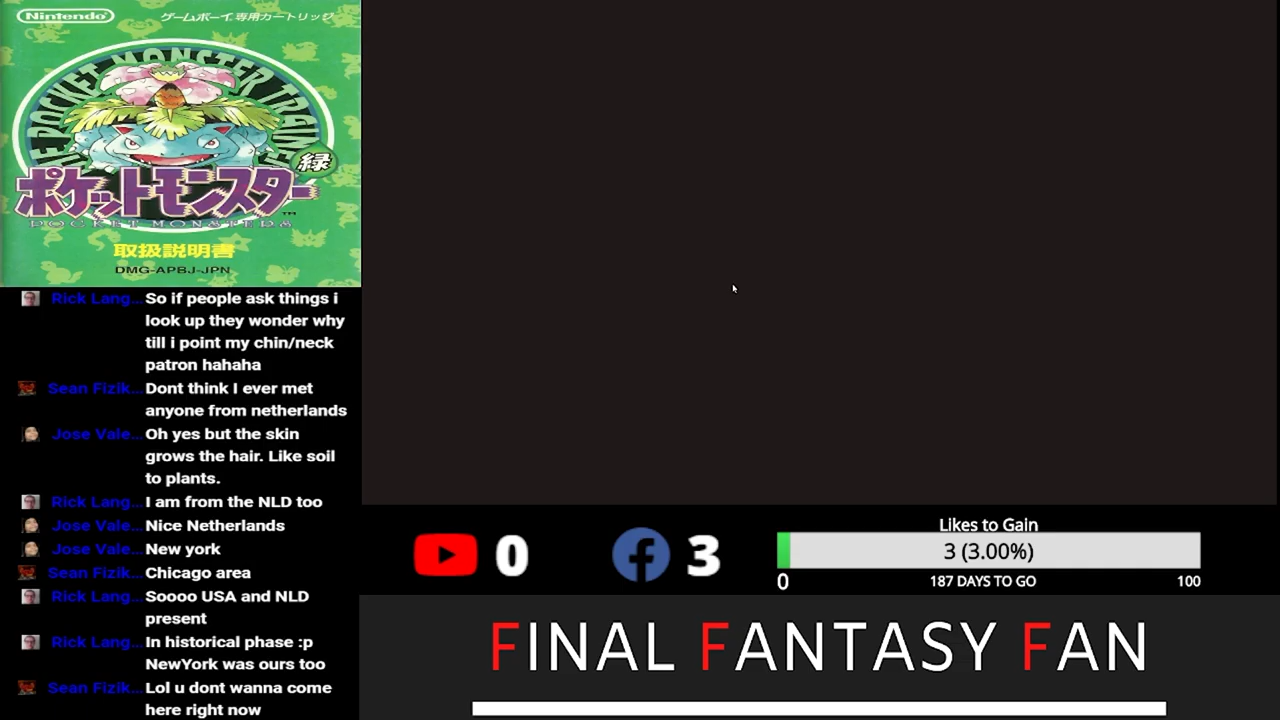 Nintendo
ゲームボーイ専用カートリッジ
THE POCKET MONSTER TRAINER
緑
ポケットモンスター
TM
POCKET MONSTERS
取扱説明書
DMG-APBJ-JPN
Rick Lang... So if people ask things i
look up they wonder why
till i point my chin/neck
patron hahaha
Sean Fizik... Dont think I ever met
anyone from netherlands
Jose Vale... Oh yes but the skin
grows the hair. Like soil
to plants.
Rick Lang... I am from the NLD too
Jose Vale... Nice Netherlands
Jose Vale... New york
Sean Fizik... Chicago area
Rick Lang... Soooo USA and NLD
present
Rick Lang... In historical phase :p
NewYork was ours too
Sean Fizik... Lol u dont wanna come
here right now
0
3
Likes to Gain
3 (3.00%)
0 187 DAYS TO GO 100
FINAL FANTASY FAN